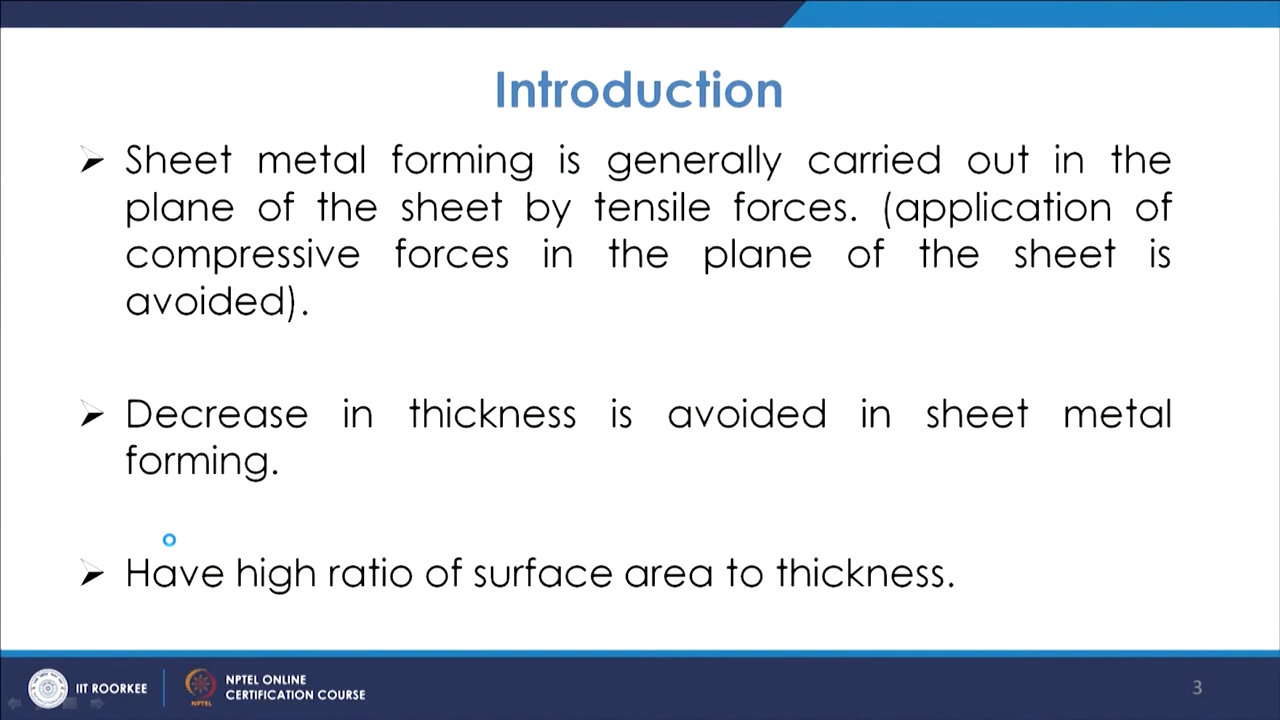 Introduction
Sheet metal forming is generally carried out in the
plane of the sheet by tensile forces. (application of
compressive forces in the plane of the sheet is
avoided).
Decrease in thickness is avoided in sheet metal
forming.
Have high ratio of surface area to thickness.
IIT ROORKEE
NPTEL
NPTEL ONLINE
CERTIFICATION COURSE
3